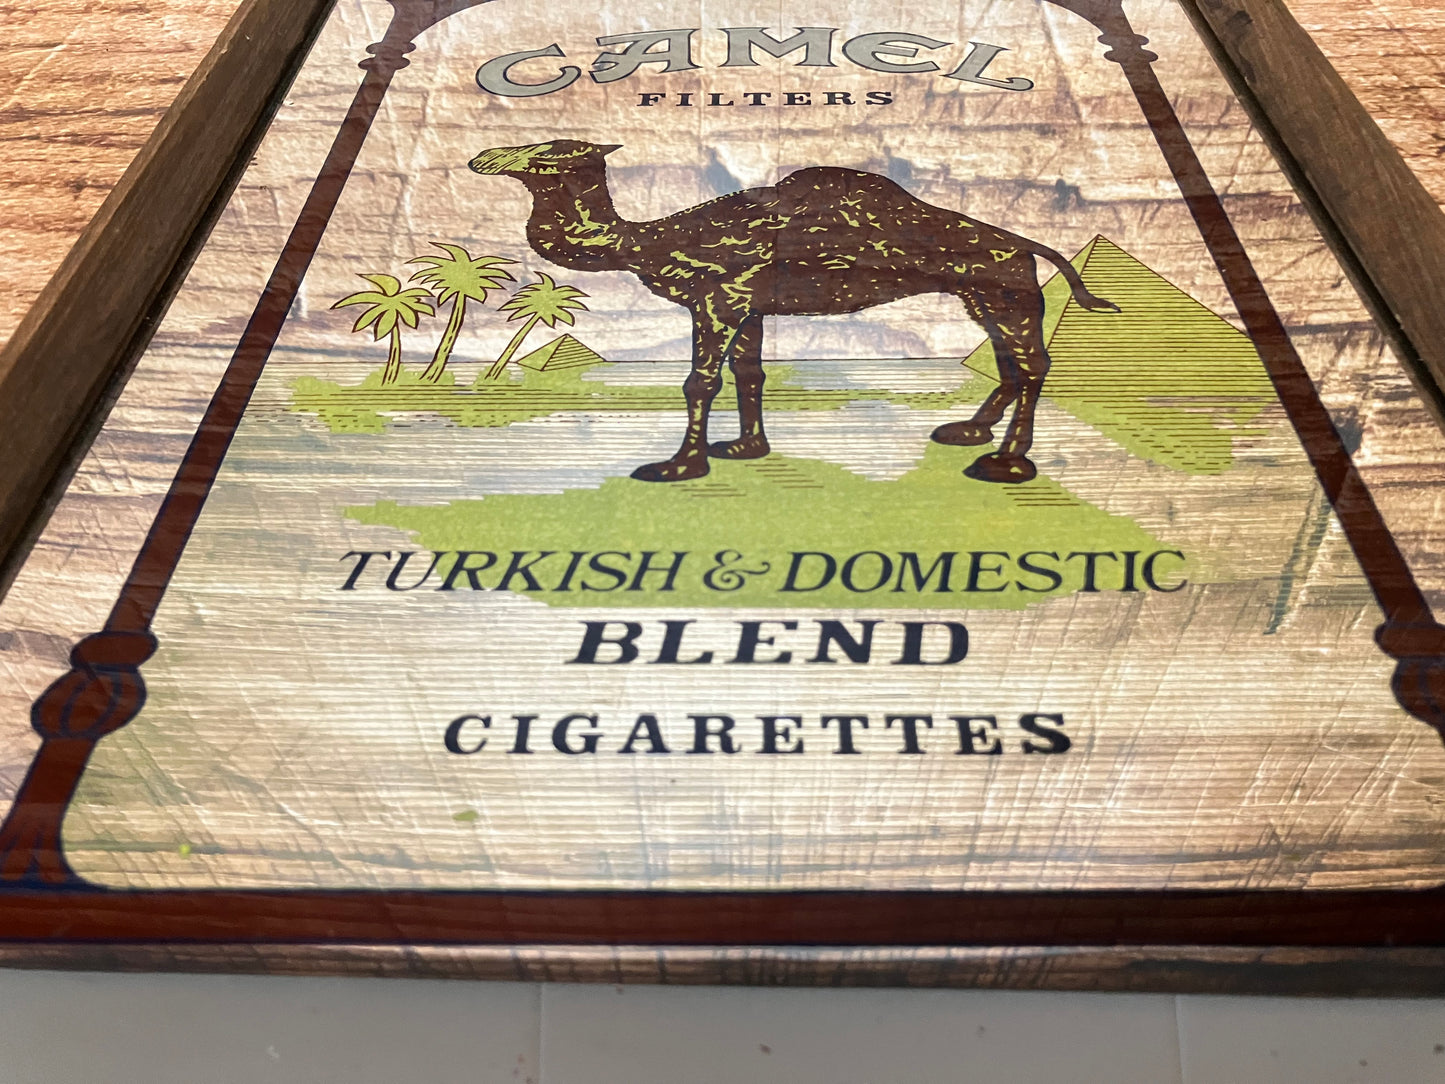 CAMEL
FILTERS
TURKISH & DOMESTIC
BLEND
CIGARETTES